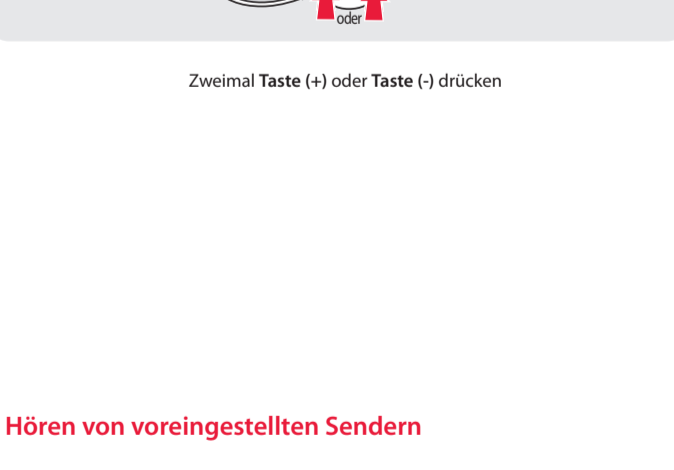 oder
Zweimal Taste (+) oder Taste (-) drücken
Hören von voreingestellten Sendern